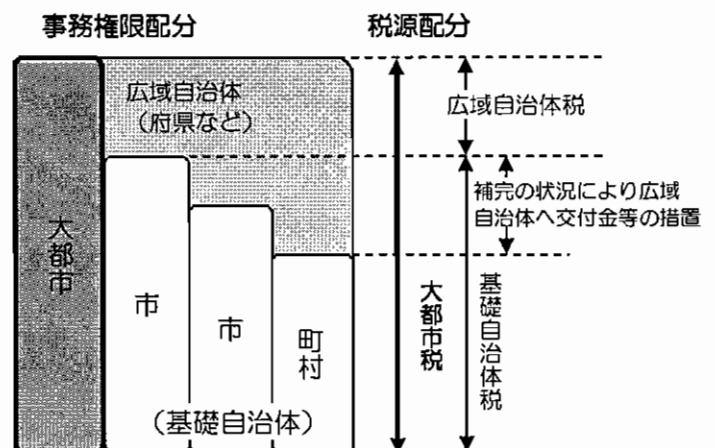 事務権限配分
税源配分
広域自治体
（府県など）
広域自治体税
補完の状況により広域
自治体へ交付金等の措置
大都市
市
市
町村
（基礎自治体）
大都市税
基礎自治体税